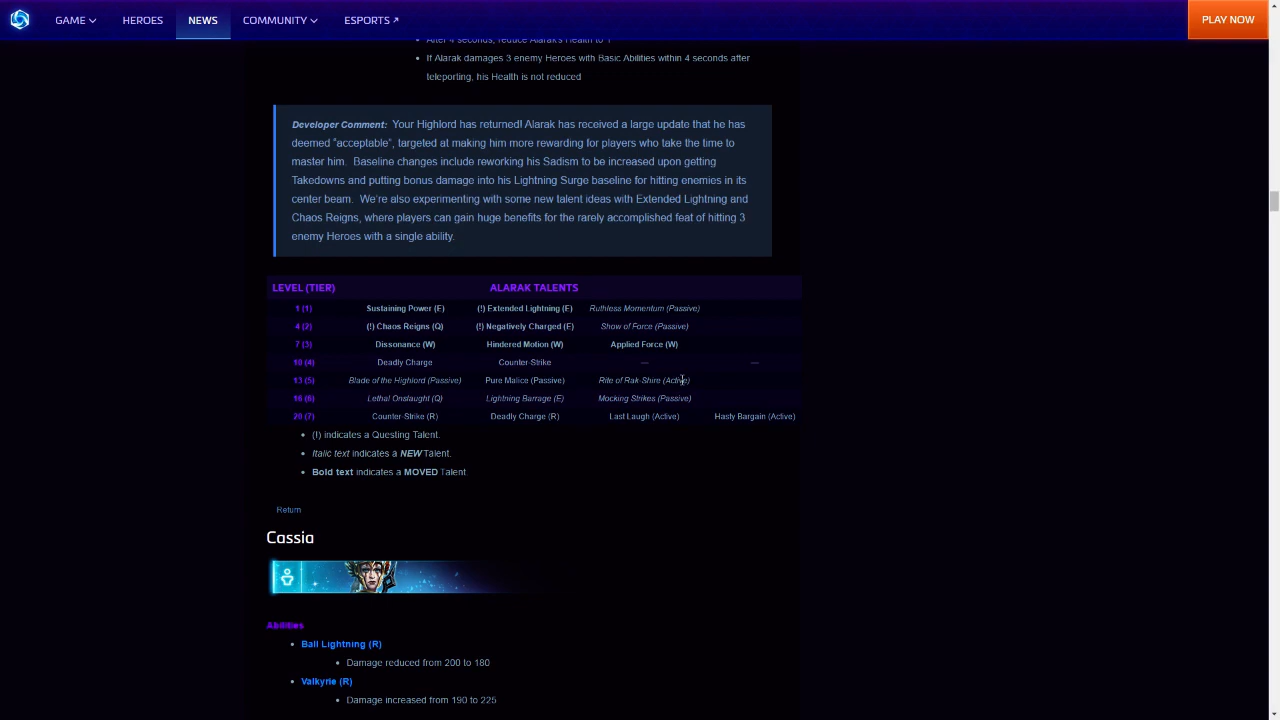 GAME
HEROES
NEWS
COMMUNITY
ESPORTS
PLAY NOW
After 4 seconds, reduce Alarak's Health to 1
If Alarak damages 3 enemy Heroes with Basic Abilities within 4 seconds after
teleporting, his Health is not reduced
Developer Comment: Your Highlord has returned! Alarak has received a large update that he has
deemed “acceptable”, targeted at making him more rewarding for players who take the time to
master him. Baseline changes include reworking his Sadism to be increased upon getting
Takedowns and putting bonus damage into his Lightning Surge baseline for hitting enemies in its
center beam. We're also experimenting with some new talent ideas with Extended Lightning and
Chaos Reigns, where players can gain huge benefits for the rarely accomplished feat of hitting 3
enemy Heroes with a single ability.
LEVEL (TIER) ALARAK TALENTS
1 (1) Sustaining Power (E) (!) Extended Lightning (E) Ruthless Momentum (Passive)
4 (2) (!) Chaos Reigns (Q) (!) Negatively Charged (E) Show of Force (Passive)
7 (3) Dissonance (W) Hindered Motion (W) Applied Force (W)
10 (4) Deadly Charge Counter-Strike — —
13 (5) Blade of the Highlord (Passive) Pure Malice (Passive) Rite of Rak-Shire (Active)
16 (6) Lethal Onslaught (Q) Lightning Barrage (E) Mocking Strikes (Passive)
20 (7) Counter-Strike (R) Deadly Charge (R) Last Laugh (Active) Hasty Bargain (Active)
(!) indicates a Questing Talent.
Italic text indicates a NEW Talent.
Bold text indicates a MOVED Talent.
Return
Cassia
Abilities
Ball Lightning (R)
Damage reduced from 200 to 180
Valkyrie (R)
Damage increased from 190 to 225